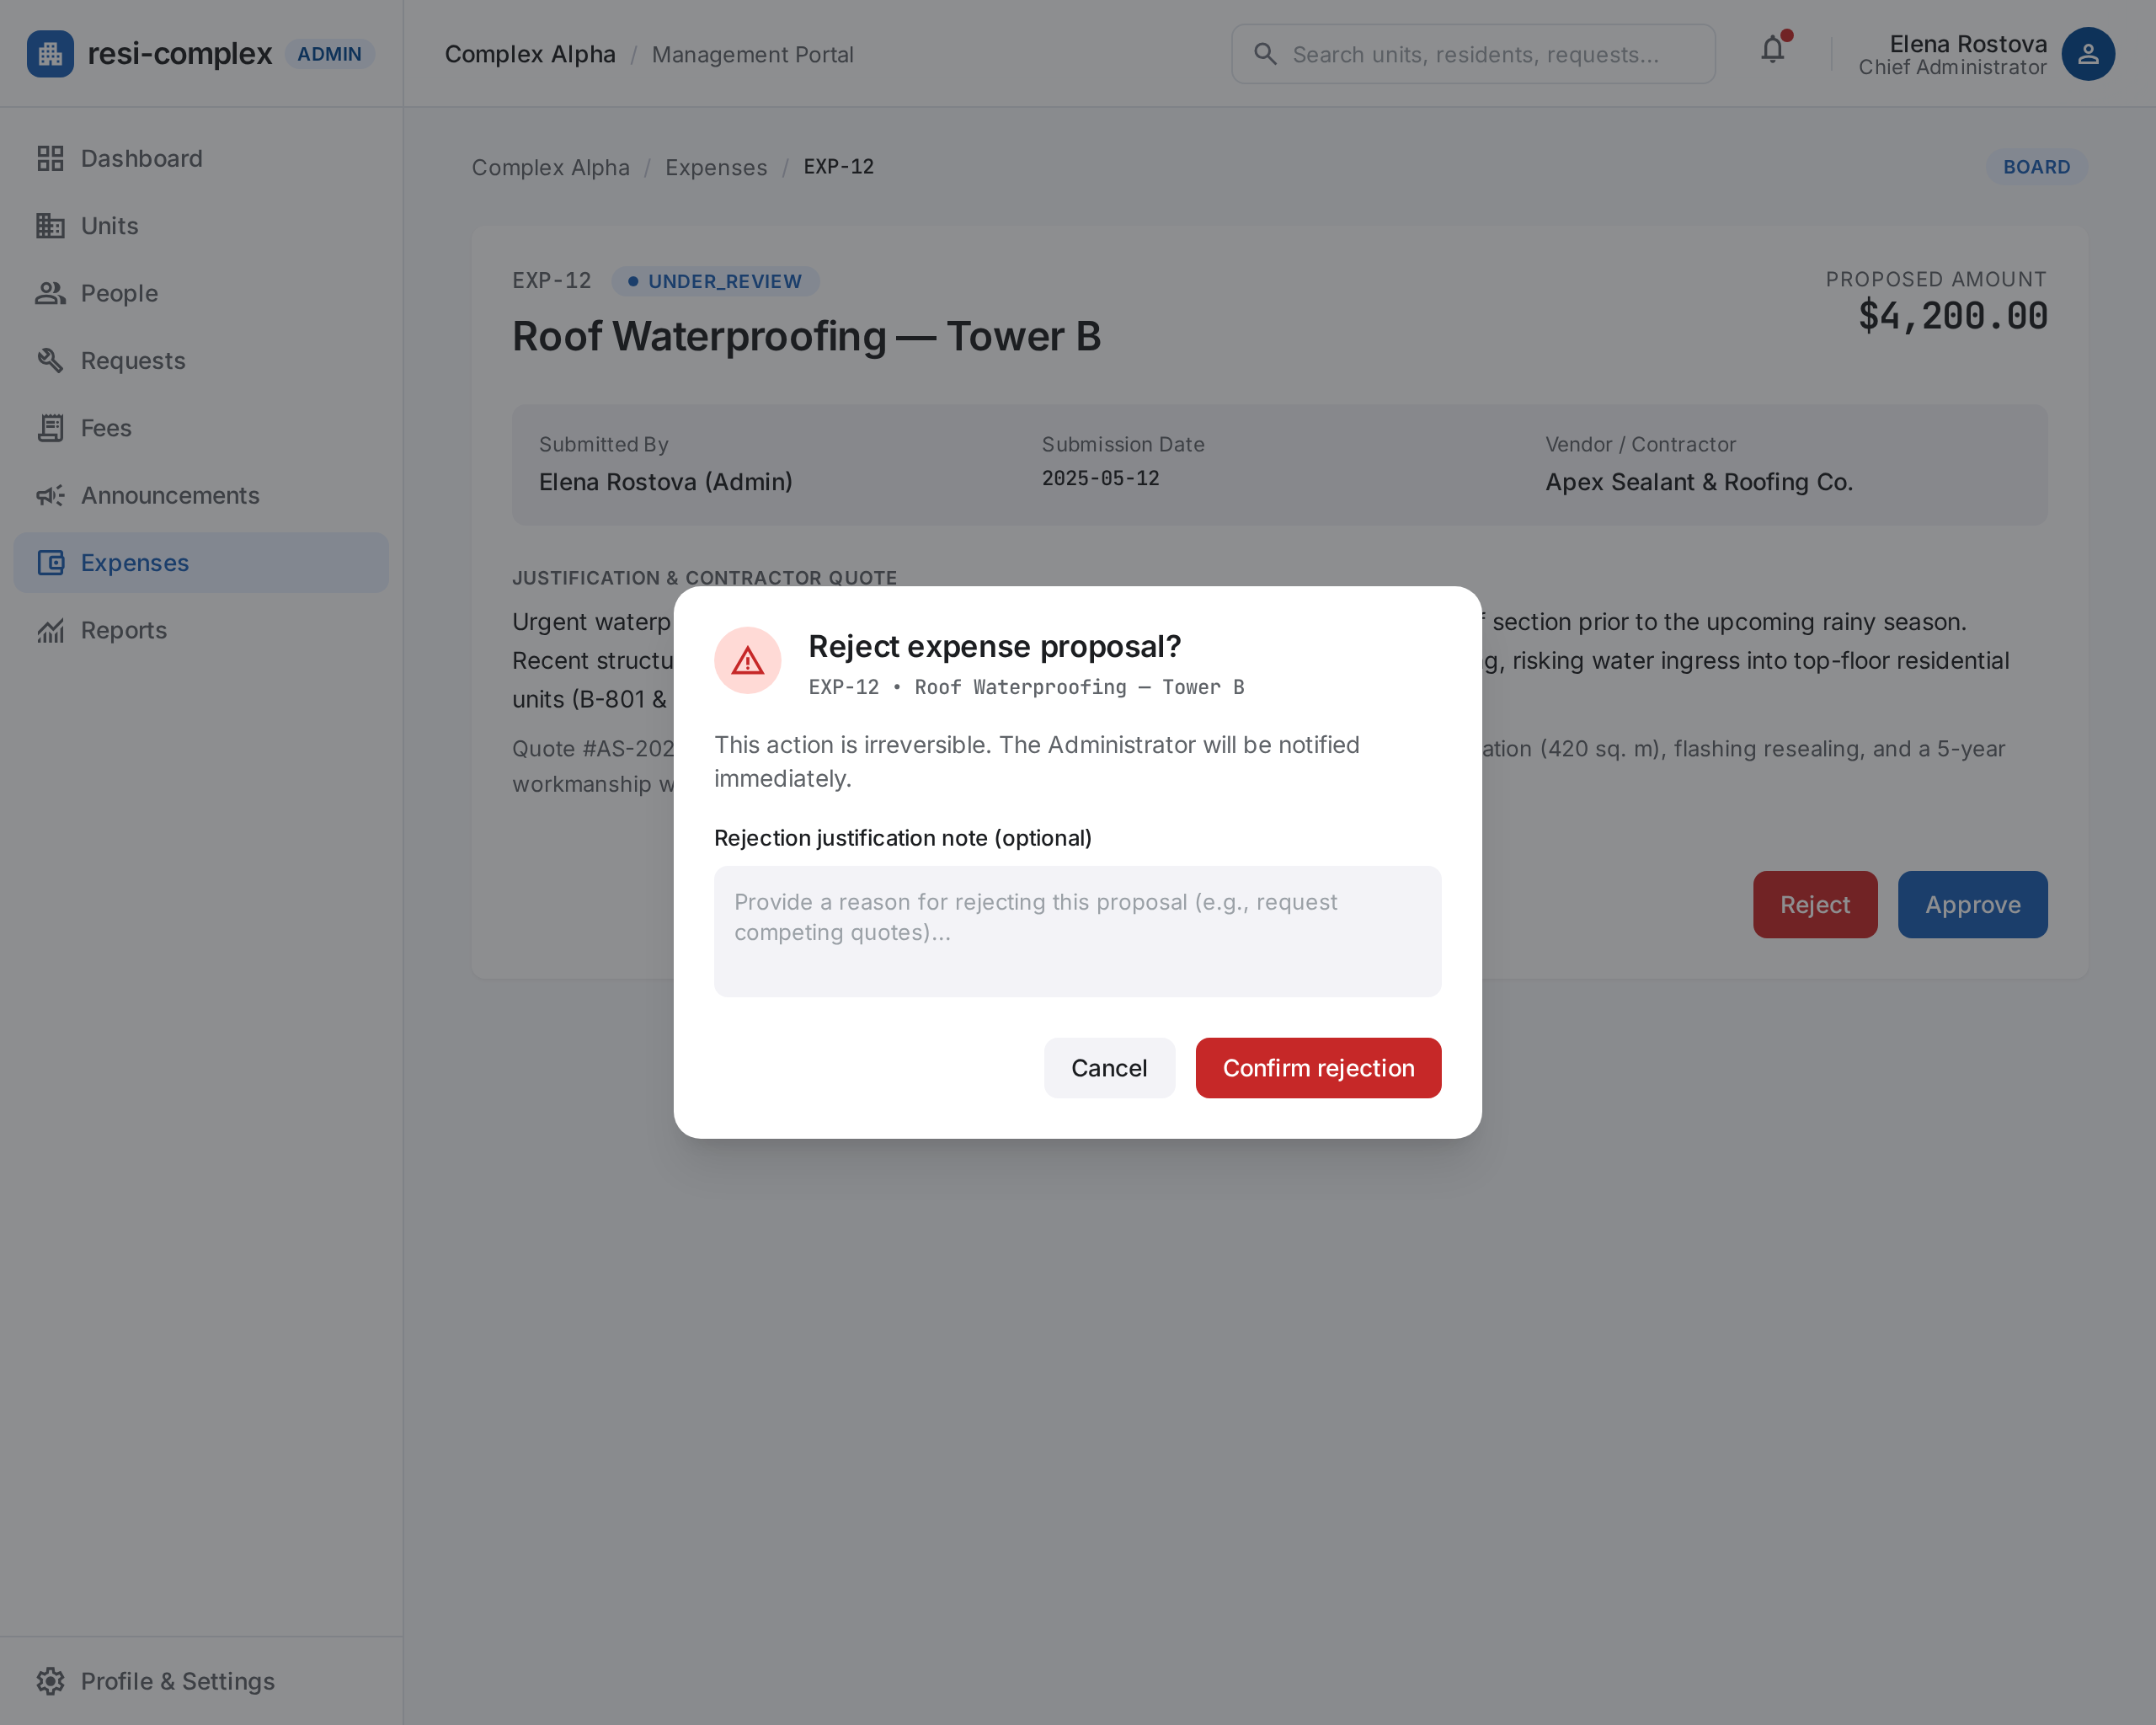 resi-complex ADMIN
Complex Alpha / Management Portal
Search units, residents, requests...
Elena Rostova
Chief Administrator
Dashboard
Units
People
Requests
Fees
Announcements
Expenses
Reports
Profile & Settings
Complex Alpha / Expenses / EXP-12
BOARD
EXP-12 UNDER_REVIEW
Roof Waterproofing — Tower B
PROPOSED AMOUNT
$4,200.00
Submitted By
Elena Rostova (Admin)
Submission Date
2025-05-12
Vendor / Contractor
Apex Sealant & Roofing Co.
JUSTIFICATION & CONTRACTOR QUOTE
Urgent section prior to the upcoming rainy season.
Recent risking water ingress into top-floor residential
units (B-801 &
Quote (420 sq. m), flashing resealing, and a 5-year
workmanship
Reject
Approve
Reject expense proposal?
EXP-12 • Roof Waterproofing — Tower B
This action is irreversible. The Administrator will be notified
immediately.
Rejection justification note (optional)
Provide a reason for rejecting this proposal (e.g., request
competing quotes)...
Cancel
Confirm rejection